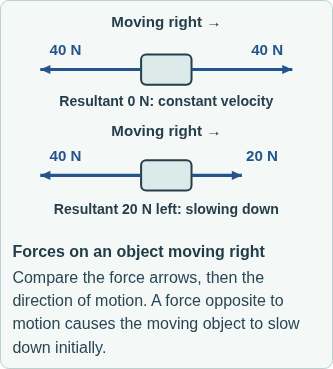 Moving right →
40 N 40 N
Resultant 0 N: constant velocity
Moving right →
40 N 20 N
Resultant 20 N left: slowing down
Forces on an object moving right
Compare the force arrows, then the
direction of motion. A force opposite to
motion causes the moving object to slow
down initially.